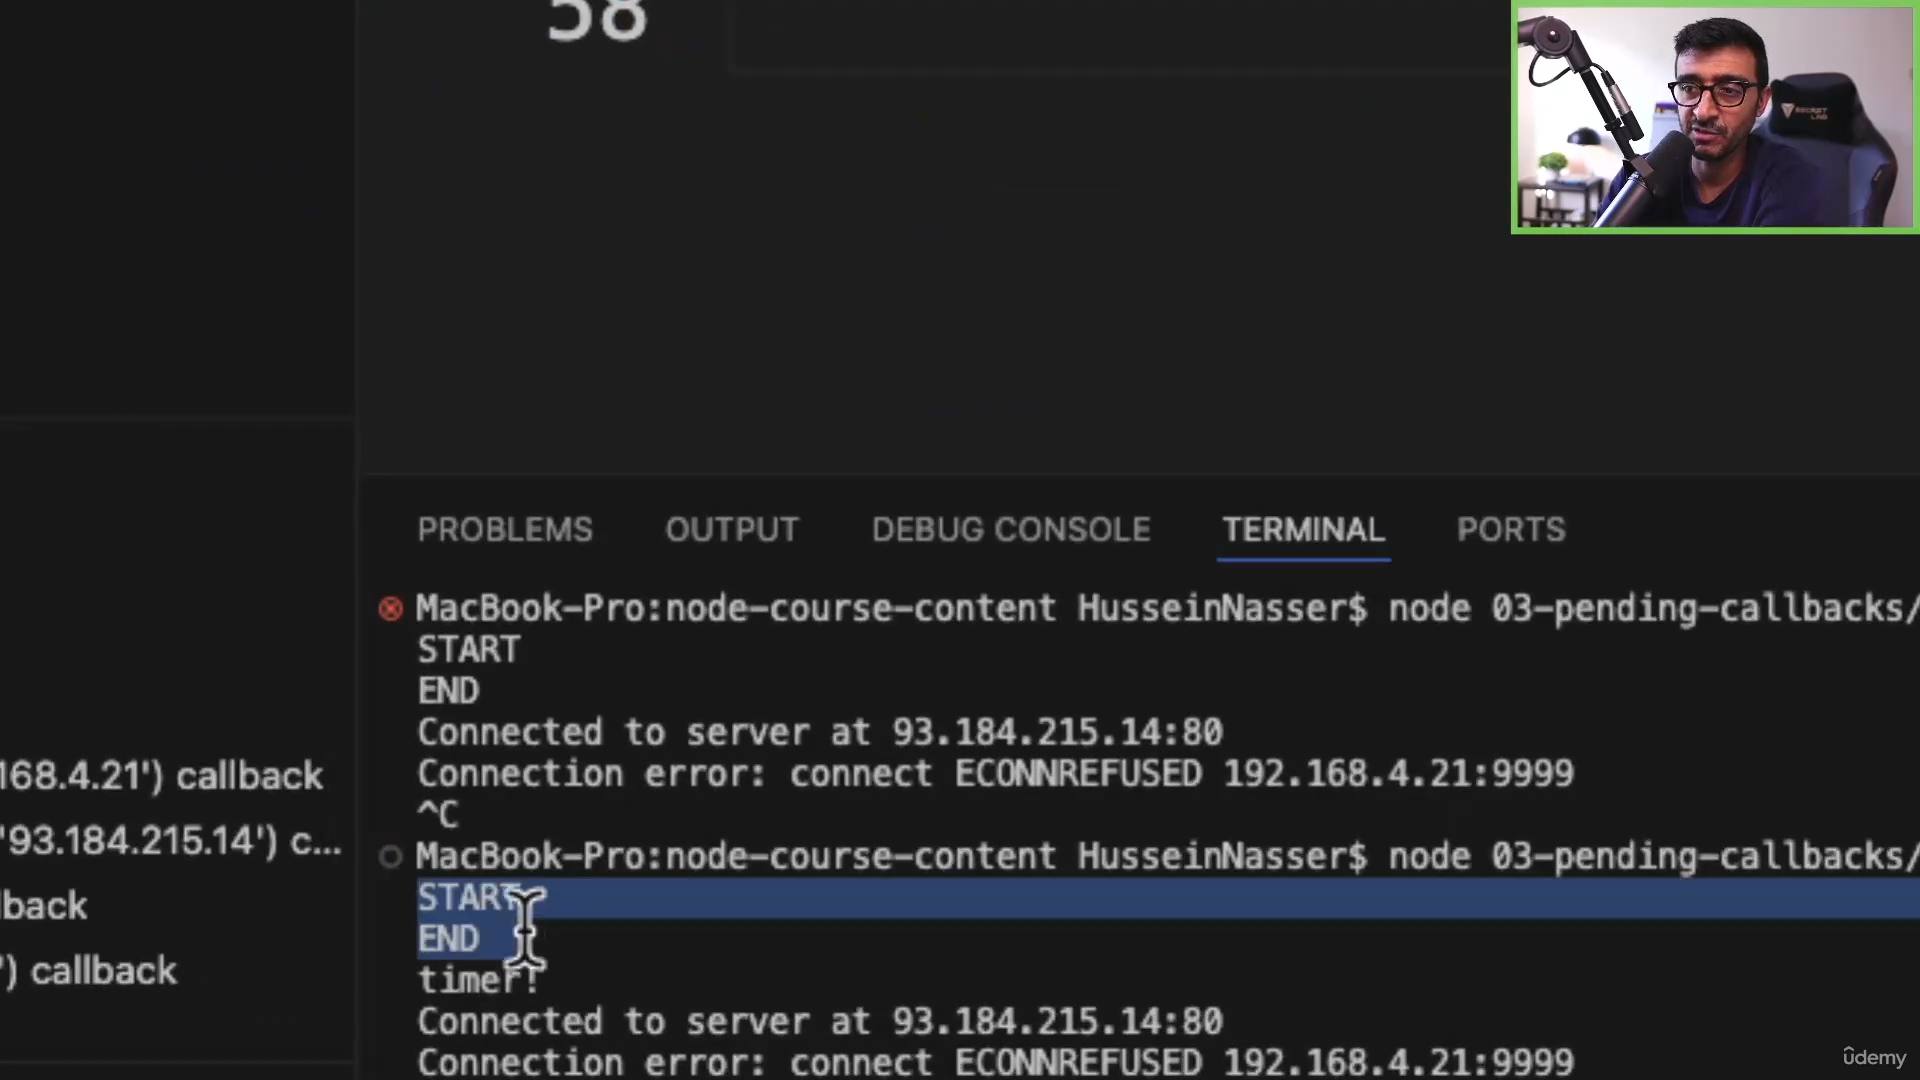 58
SECRET
LAB
PROBLEMS OUTPUT DEBUG CONSOLE TERMINAL PORTS
MacBook-Pro:node-course-content HusseinNasser$ node 03-pending-callbacks/
START
END
Connected to server at 93.184.215.14:80
Connection error: connect ECONNREFUSED 192.168.4.21:9999
^C
MacBook-Pro:node-course-content HusseinNasser$ node 03-pending-callbacks/
START
END
timer!
Connected to server at 93.184.215.14:80
Connection error: connect ECONNREFUSED 192.168.4.21:9999
168.4.21') callback
'93.184.215.14') c...
lback
') callback
ûdemy